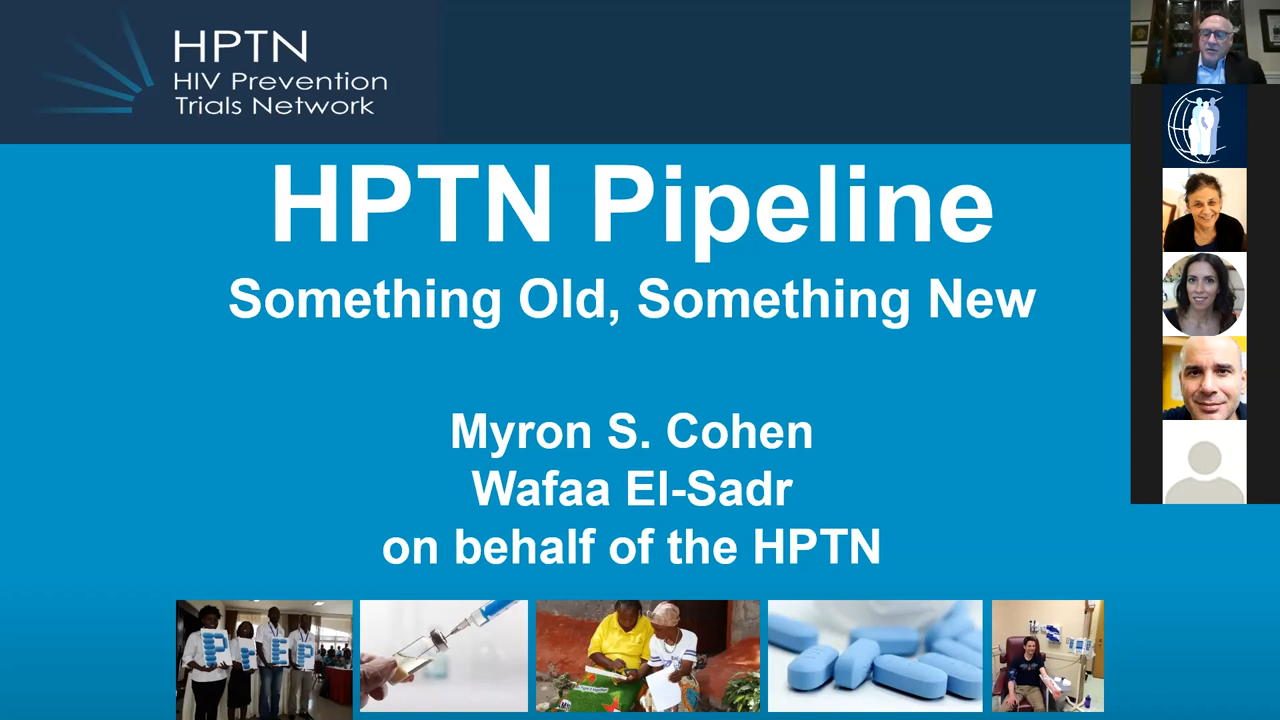 HPTN
HIV Prevention
Trials Network
HPTN Pipeline
Something Old, Something New
Myron S. Cohen
Wafaa El-Sadr
on behalf of the HPTN
PrEP